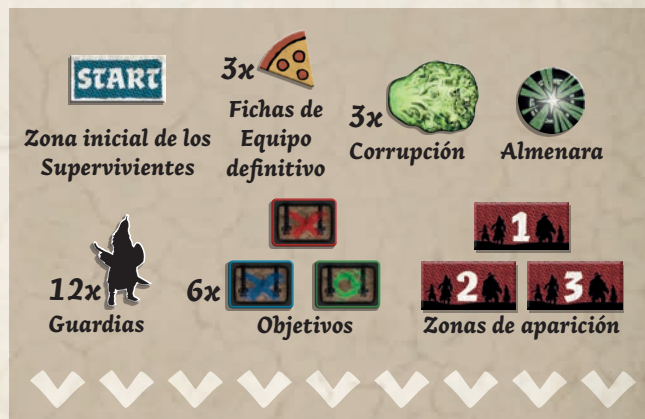 START
Zona inicial de los
Supervivientes
3x
Fichas de
Equipo
definitivo
3x
Corrupción
Almenara
12x
Guardias
6x
Objetivos
1
2
3
Zonas de aparición